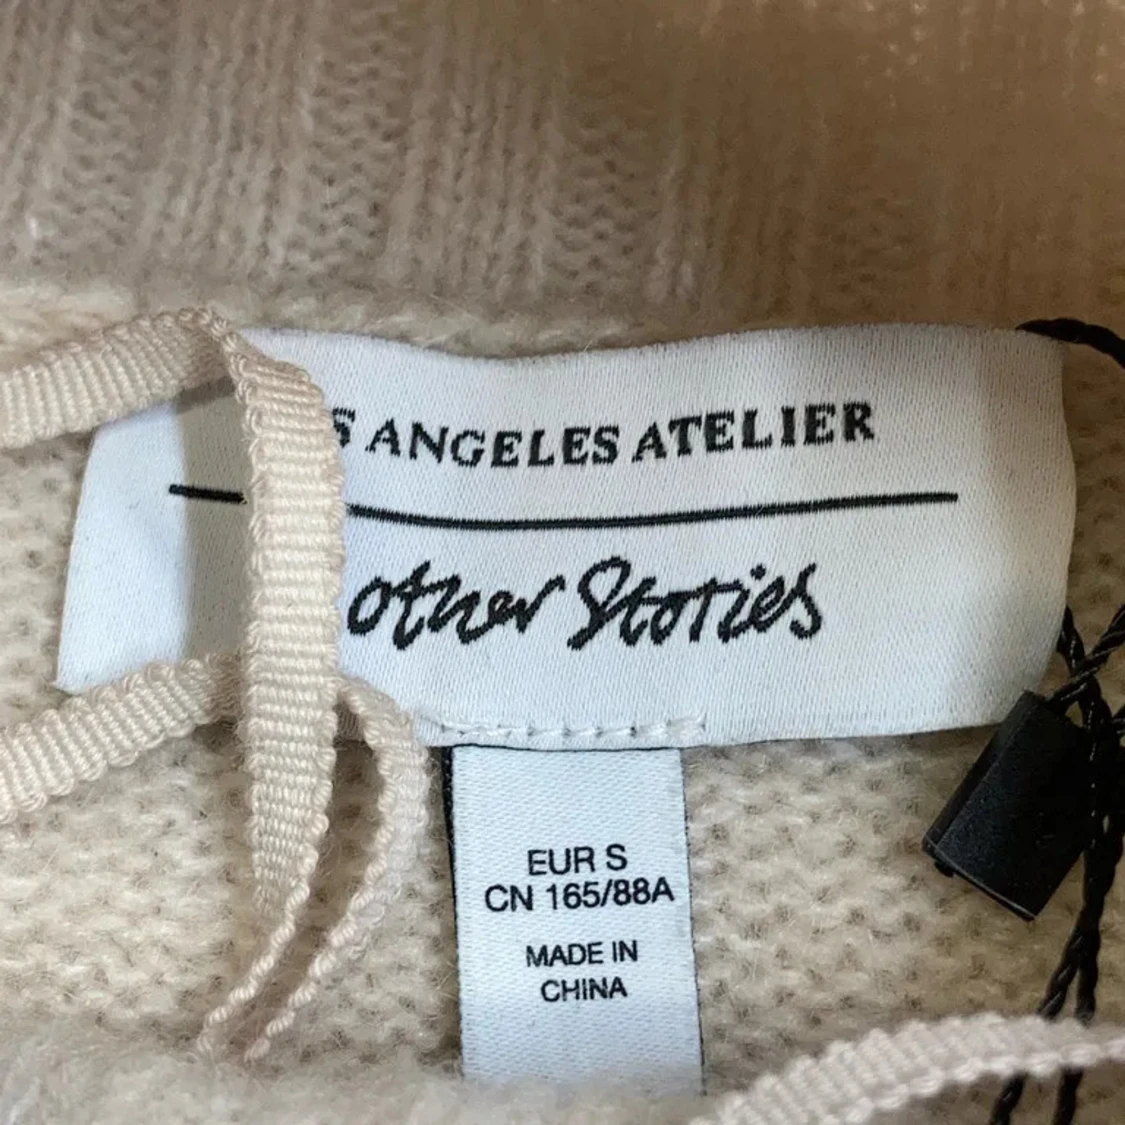 ANGELES ATELIER
other Stories
EUR S
CN 165/88A
MADE IN
CHINA